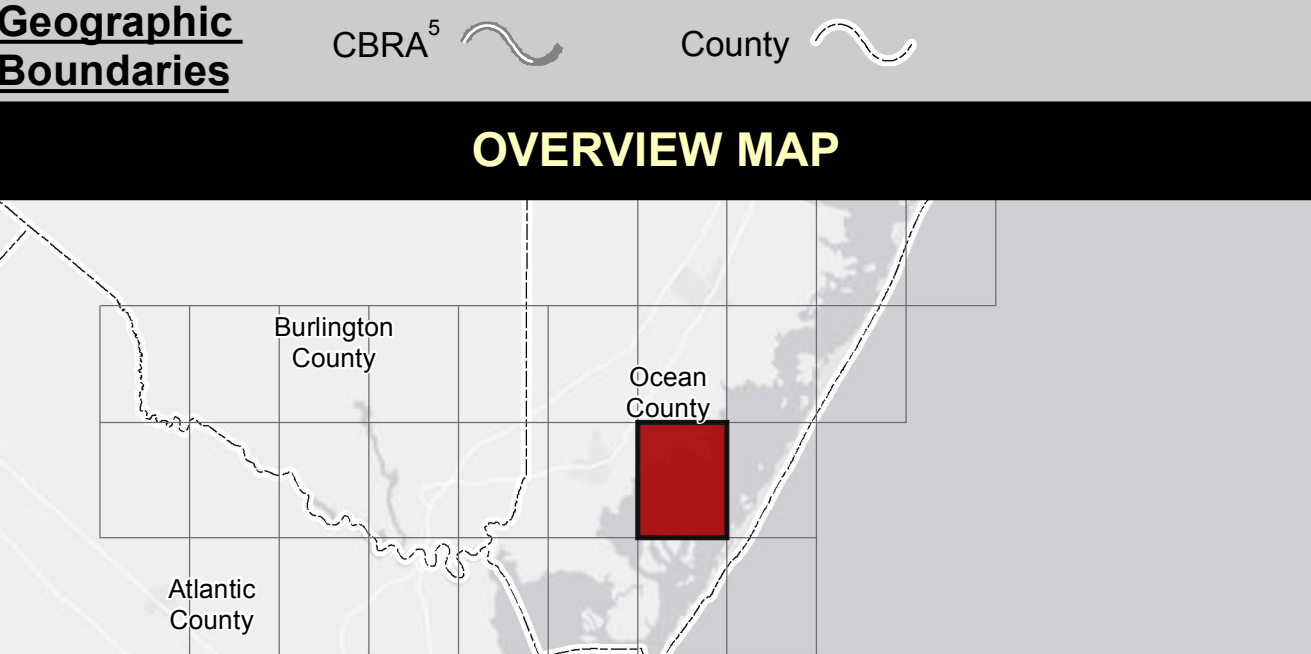 Geographic
Boundaries
CBRA5
County
OVERVIEW MAP
Burlington
County
Ocean
County
Atlantic
County